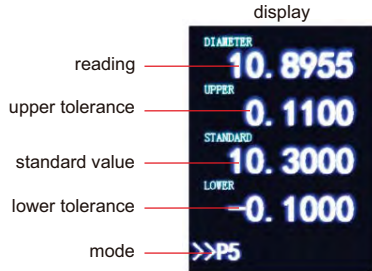 display
DIAMETER
reading
10.8955
UPPER
upper tolerance
0.1100
STANDARD
standard value
10.3000
LOWER
lower tolerance
-0.1000
mode
>>P5